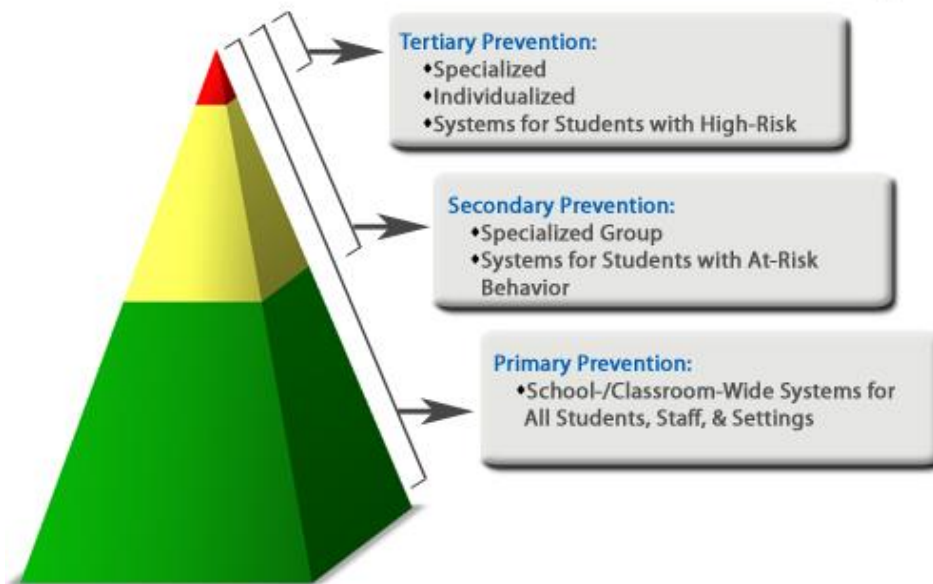 Tertiary Prevention:
♦Specialized
♦Individualized
♦Systems for Students with High-Risk
Secondary Prevention:
♦Specialized Group
♦Systems for Students with At-Risk
Behavior
Primary Prevention:
♦School-/Classroom-Wide Systems for
All Students, Staff, & Settings